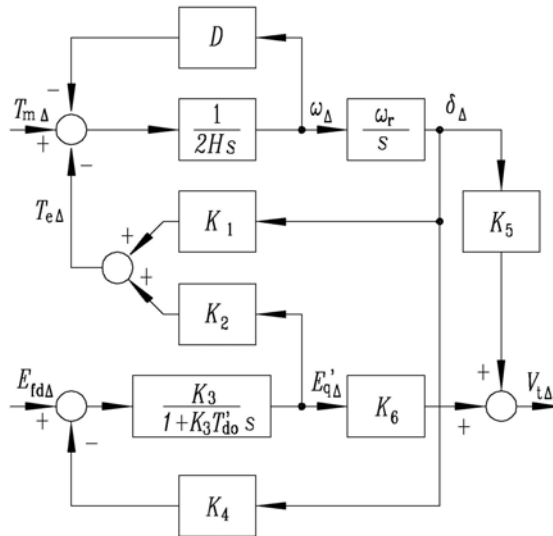 D
−
T_mΔ
+
−
1
2Hs
ω_Δ
ω_r
s
δ_Δ
T_eΔ
K_1
+
+
K_2
K_5
E_fdΔ
+
−
K_3
1+K_3T'_do s
E'_qΔ
K_6
+
+
V_tΔ
K_4